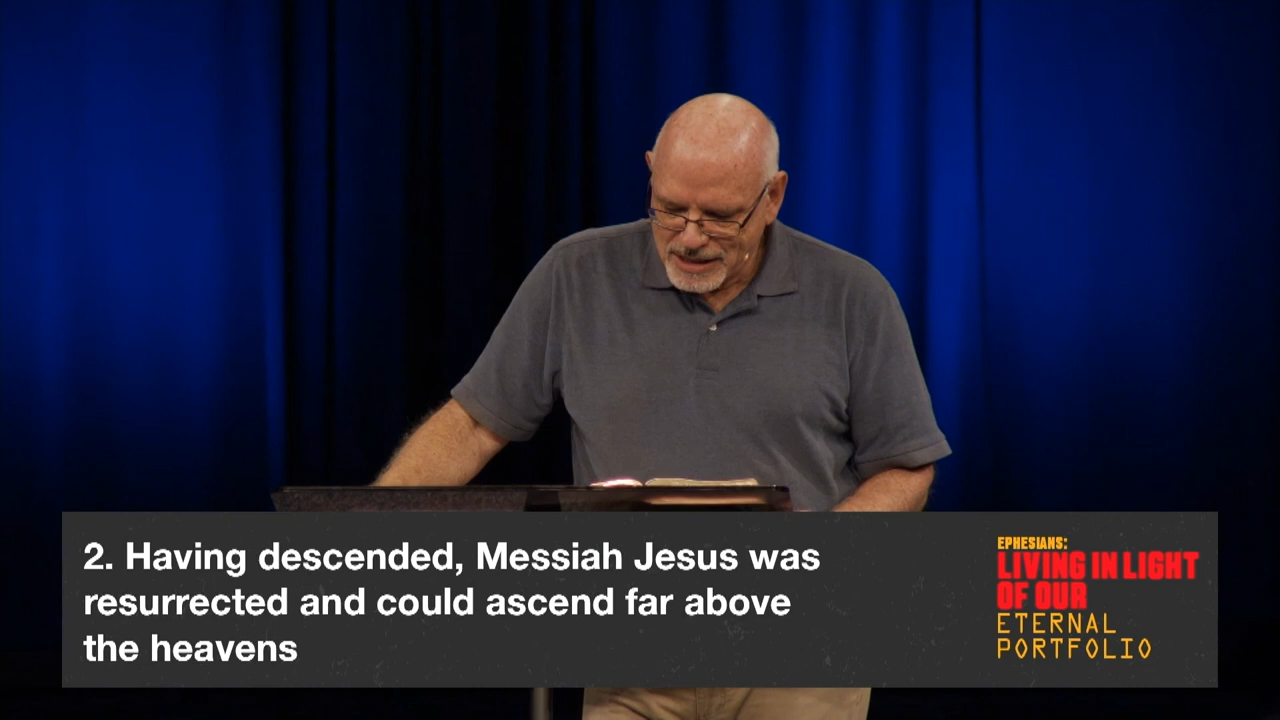 2. Having descended, Messiah Jesus was
resurrected and could ascend far above
the heavens
EPHESIANS:
LIVING IN LIGHT
OF OUR
ETERNAL
PORTFOLIO